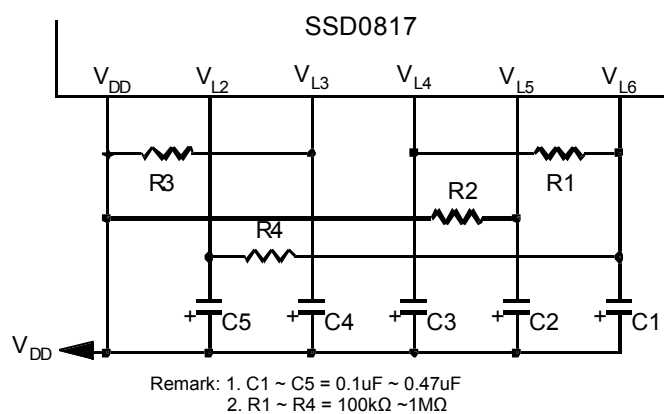 SSD0817
VDD VL2 VL3 VL4 VL5 VL6
R3 R1
R2
R4
+ C5 + C4 + C3 + C2 + C1
VDD
Remark: 1. C1 ~ C5 = 0.1uF ~ 0.47uF
2. R1 ~ R4 = 100kΩ ~1MΩ